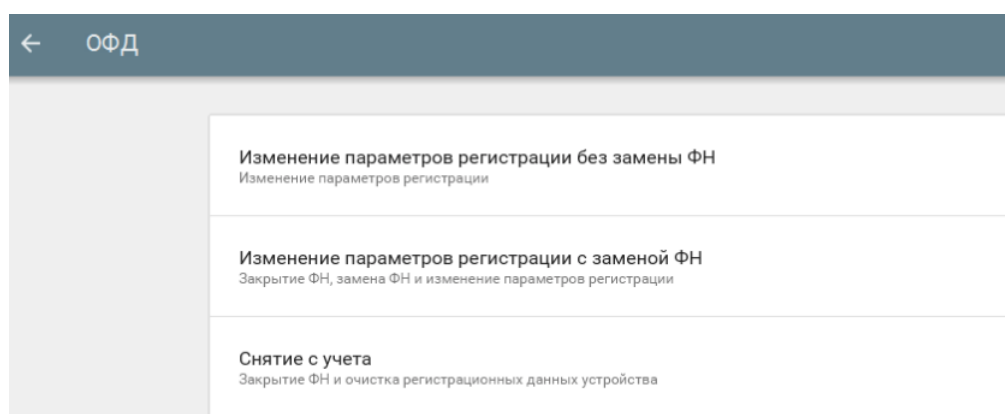 ОФД
Изменение параметров регистрации без замены ФН
Изменение параметров регистрации
Изменение параметров регистрации с заменой ФН
Закрытие ФН, замена ФН и изменение параметров регистрации
Снятие с учета
Закрытие ФН и очистка регистрационных данных устройства